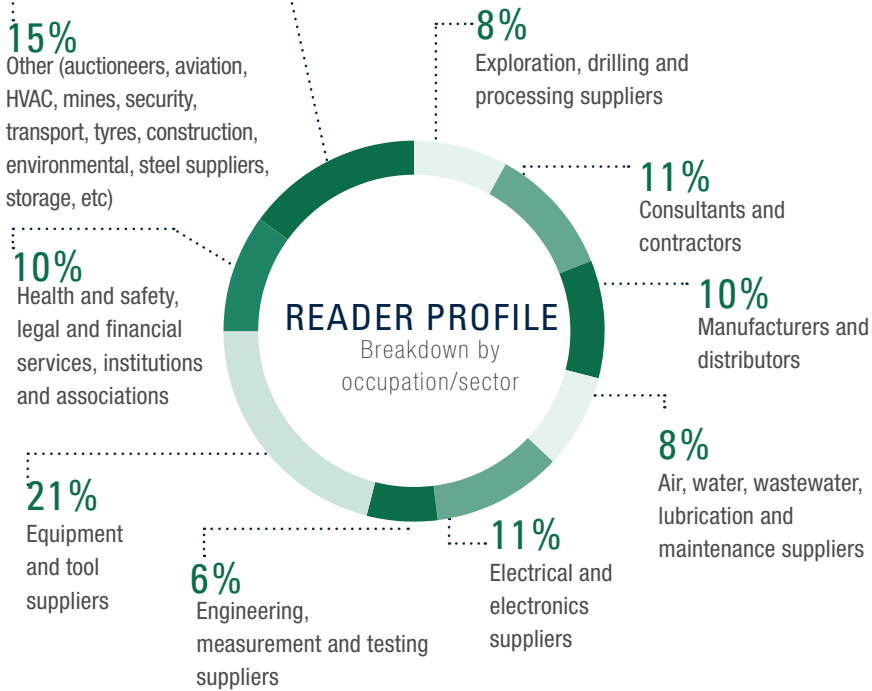 15%
Other (auctioneers, aviation,
HVAC, mines, security,
transport, tyres, construction,
environmental, steel suppliers,
storage, etc)
8%
Exploration, drilling and
processing suppliers
11%
Consultants and
contractors
10%
Manufacturers and
distributors
8%
Air, water, wastewater,
lubrication and
maintenance suppliers
11%
Electrical and
electronics
suppliers
6%
Engineering,
measurement and testing
suppliers
21%
Equipment
and tool
suppliers
10%
Health and safety,
legal and financial
services, institutions
and associations
READER PROFILE
Breakdown by
occupation/sector